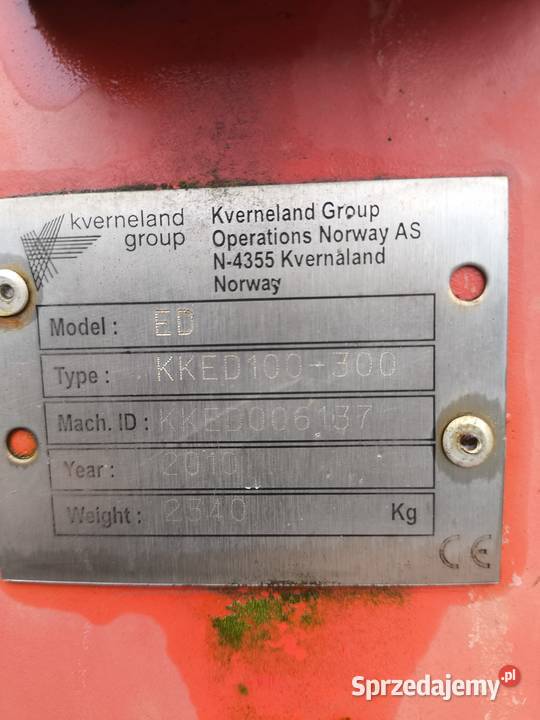 kverneland
group
Kverneland Group
Operations Norway AS
N-4355 Kvernaland
Norway
Model : ED
Type : KKED100-300
Mach. ID : KKED006137
Year : 2010
Weight : 2340 Kg
CE
Sprzedajemy.pl